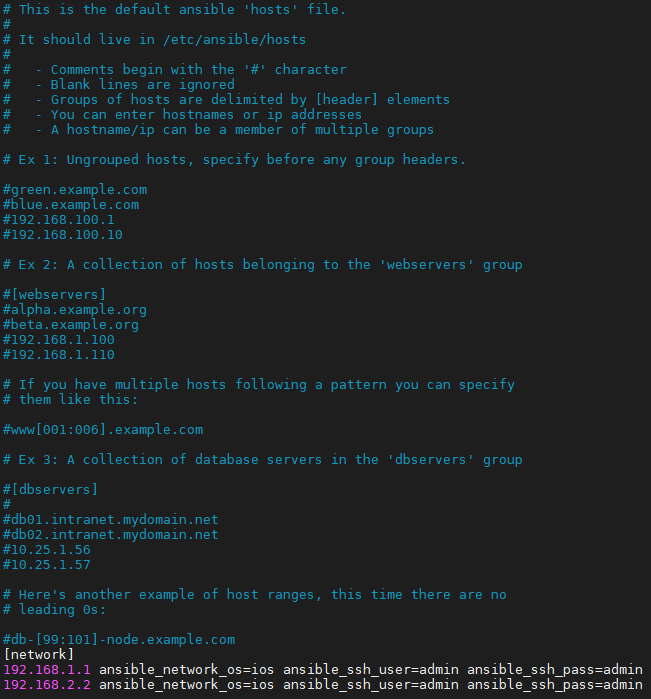 # This is the default ansible 'hosts' file.
#
# It should live in /etc/ansible/hosts
#
#   - Comments begin with the '#' character
#   - Blank lines are ignored
#   - Groups of hosts are delimited by [header] elements
#   - You can enter hostnames or ip addresses
#   - A hostname/ip can be a member of multiple groups
# Ex 1: Ungrouped hosts, specify before any group headers.
#green.example.com
#blue.example.com
#192.168.100.1
#192.168.100.10
# Ex 2: A collection of hosts belonging to the 'webservers' group
#[webservers]
#alpha.example.org
#beta.example.org
#192.168.1.100
#192.168.1.110
# If you have multiple hosts following a pattern you can specify
# them like this:
#www[001:006].example.com
# Ex 3: A collection of database servers in the 'dbservers' group
#[dbservers]
#
#db01.intranet.mydomain.net
#db02.intranet.mydomain.net
#10.25.1.56
#10.25.1.57
# Here's another example of host ranges, this time there are no
# leading 0s:
#db-[99:101]-node.example.com
[network]
192.168.1.1 ansible_network_os=ios ansible_ssh_user=admin ansible_ssh_pass=admin
192.168.2.2 ansible_network_os=ios ansible_ssh_user=admin ansible_ssh_pass=admin